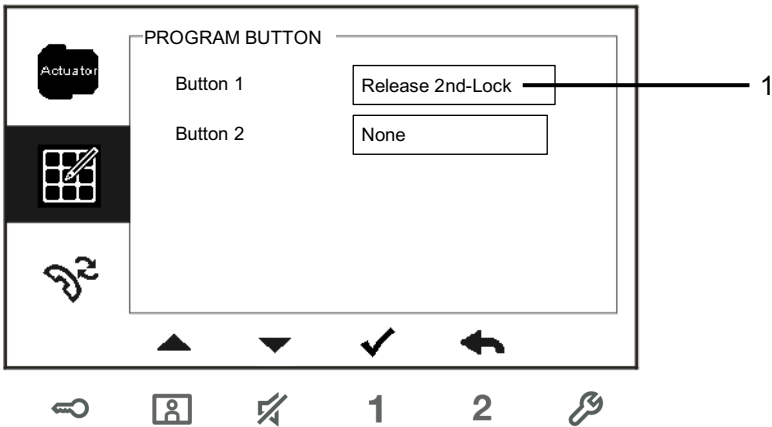 PROGRAM BUTTON
Actuator
Button 1
Release 2nd-Lock
1
Button 2
None
1
2